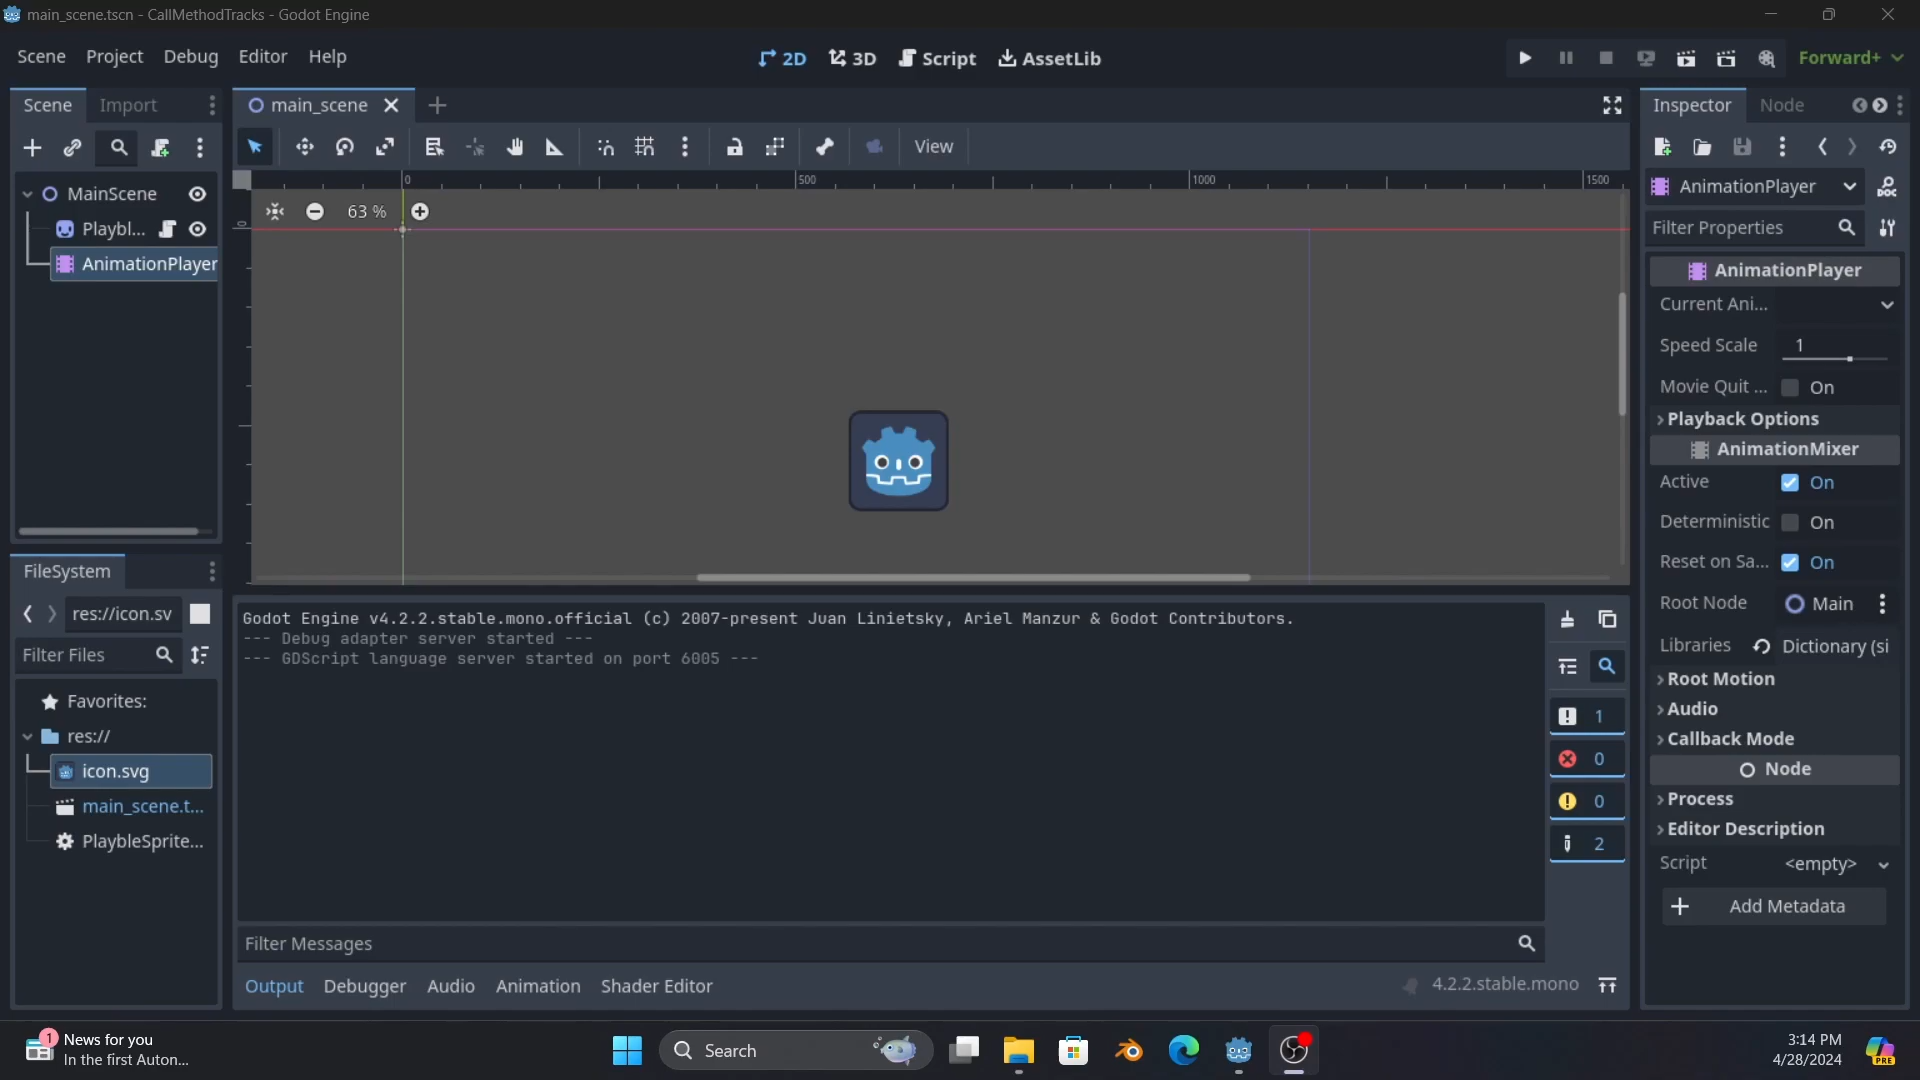 main_scene.tscn - CallMethodTracks - Godot Engine
Scene Project Debug Editor Help
2D 3D Script AssetLib
Forward+
Scene Import
main_scene
Inspector Node
View
0 500 1000 1500
0
63 %
MainScene
Playbl...
AnimationPlayer
AnimationPlayer
Filter Properties
AnimationPlayer
Current Ani...
Speed Scale 1
Movie Quit ... On
Playback Options
AnimationMixer
Active On
Deterministic On
Reset on Sa... On
Root Node Main
Libraries Dictionary (si
Root Motion
Audio
Callback Mode
Node
Process
Editor Description
Script <empty>
Add Metadata
FileSystem
res://icon.sv
Filter Files
Favorites:
res://
icon.svg
main_scene.t...
PlaybleSprite...
Godot Engine v4.2.2.stable.mono.official (c) 2007-present Juan Linietsky, Ariel Manzur & Godot Contributors.
--- Debug adapter server started ---
--- GDScript language server started on port 6005 ---
1
0
0
2
Filter Messages
Output Debugger Audio Animation Shader Editor
4.2.2.stable.mono
1
News for you
In the first Auton...
Search
3:14 PM
4/28/2024
PRE